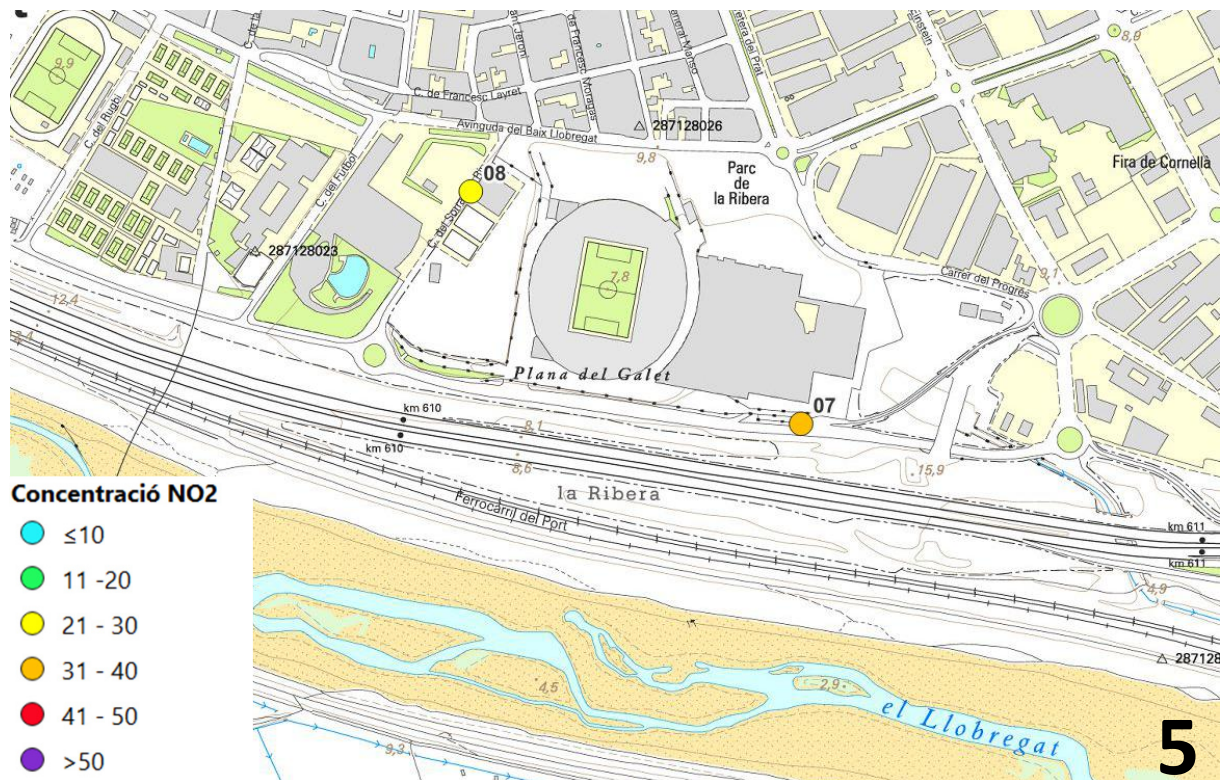 9,9
C. del Rugbi
C. de Francesc Layret
de Francesc Moragas
Avinguda del Baix Llobregat
287128026
9,8
8,9
Parc
de
la Ribera
Fira de Cornellà
C. del Futbol
08
287128023
7,8
Carrer del Progrés
9,1
12,4
Plana del Galet
07
km 610
km 610
8,1
8,6
15,9
la Ribera
Ferrocarril del Port
km 611
km 611
4,9
Concentració NO2
≤10
11 -20
21 - 30
31 - 40
41 - 50
>50
287128
4,5
2,9
el Llobregat
9,3
5